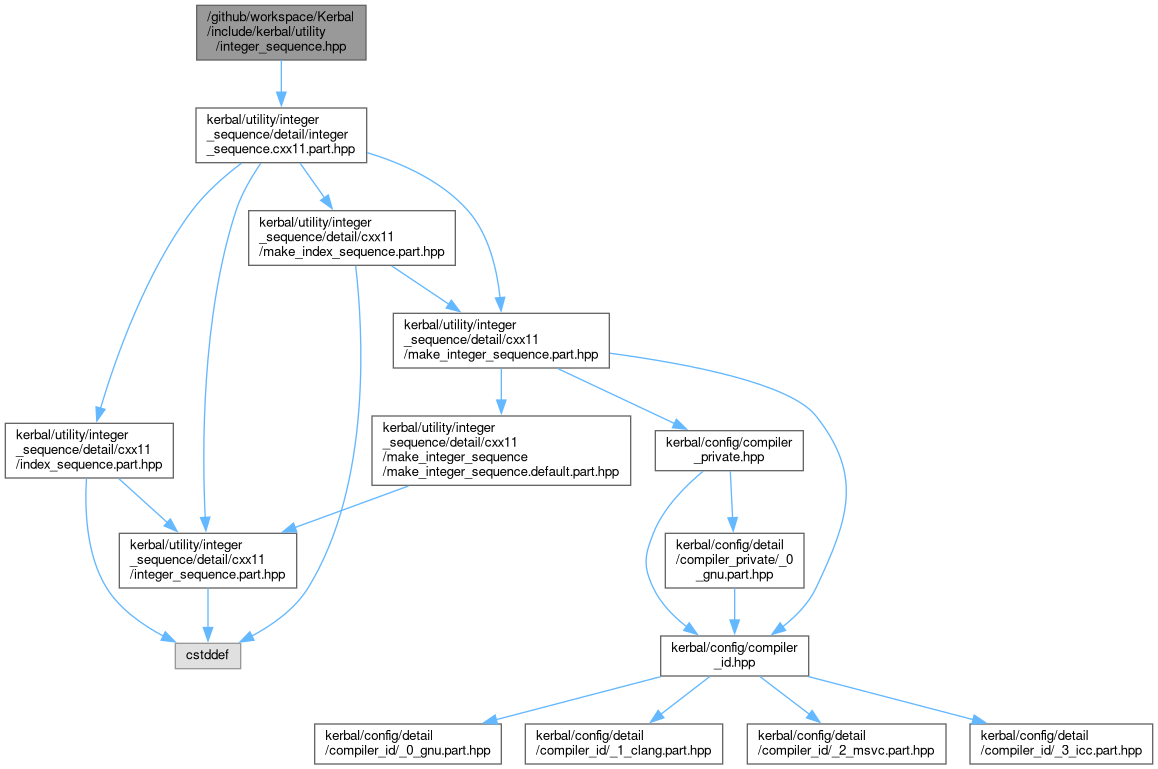 /github/workspace/Kerbal
/include/kerbal/utility
/integer_sequence.hpp
kerbal/utility/integer
_sequence/detail/integer
_sequence.cxx11.part.hpp
kerbal/utility/integer
_sequence/detail/cxx11
/make_index_sequence.part.hpp
kerbal/utility/integer
_sequence/detail/cxx11
/make_integer_sequence.part.hpp
kerbal/utility/integer
_sequence/detail/cxx11
/index_sequence.part.hpp
kerbal/utility/integer
_sequence/detail/cxx11
/make_integer_sequence
/make_integer_sequence.default.part.hpp
kerbal/config/compiler
_private.hpp
kerbal/utility/integer
_sequence/detail/cxx11
/integer_sequence.part.hpp
kerbal/config/detail
/compiler_private/_0
_gnu.part.hpp
cstddef
kerbal/config/compiler
_id.hpp
kerbal/config/detail
/compiler_id/_0_gnu.part.hpp
kerbal/config/detail
/compiler_id/_1_clang.part.hpp
kerbal/config/detail
/compiler_id/_2_msvc.part.hpp
kerbal/config/detail
/compiler_id/_3_icc.part.hpp